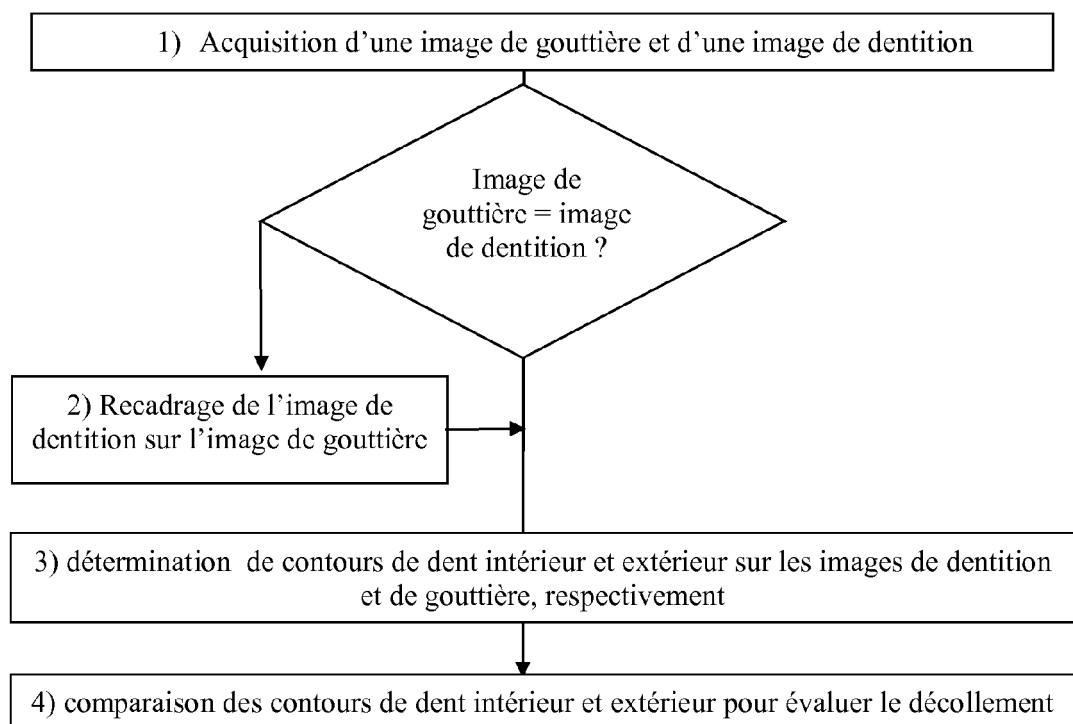 1) Acquisition d’une image de gouttière et d’une image de dentition
Image de
gouttière = image
de dentition ?
2) Recadrage de l’image de
dentition sur l’image de gouttière
3) détermination de contours de dent intérieur et extérieur sur les images de dentition
et de gouttière, respectivement
4) comparaison des contours de dent intérieur et extérieur pour évaluer le décollement